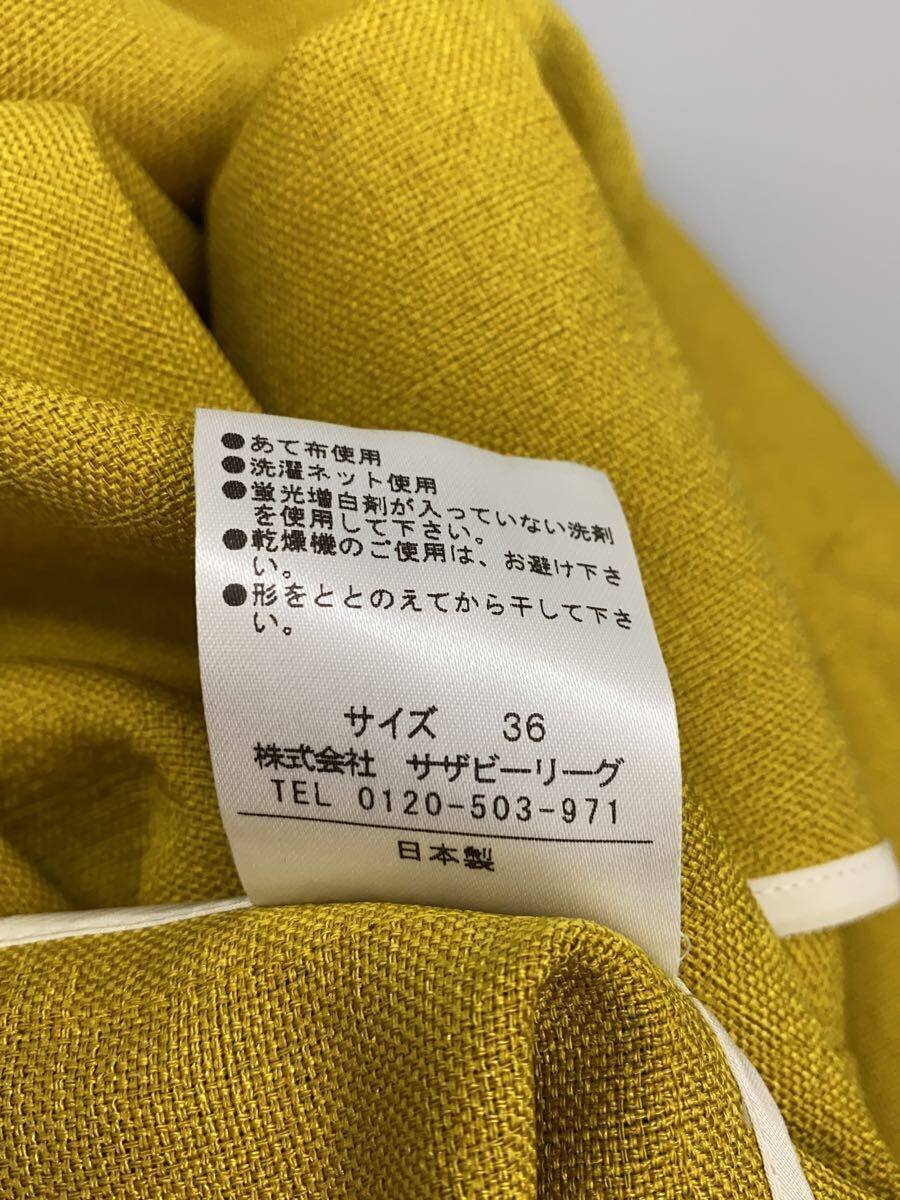 ●あて布使用
●洗濯ネット使用
●蛍光増白剤が入っていない洗剤
を使用して下さい。
●乾燥機のご使用は、お避け下さ
い。
●形をととのえてから干して下さ
い。
サイズ 36
株式会社 サザビーリーグ
TEL 0120-503-971
日本製